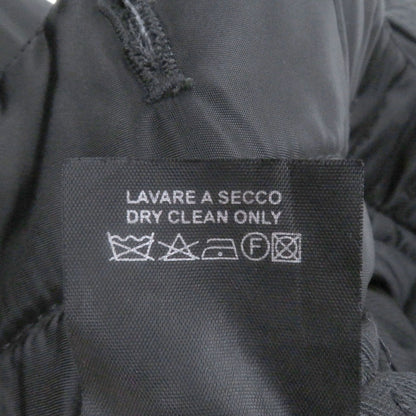 LAVARE A SECCO
DRY CLEAN ONLY
F